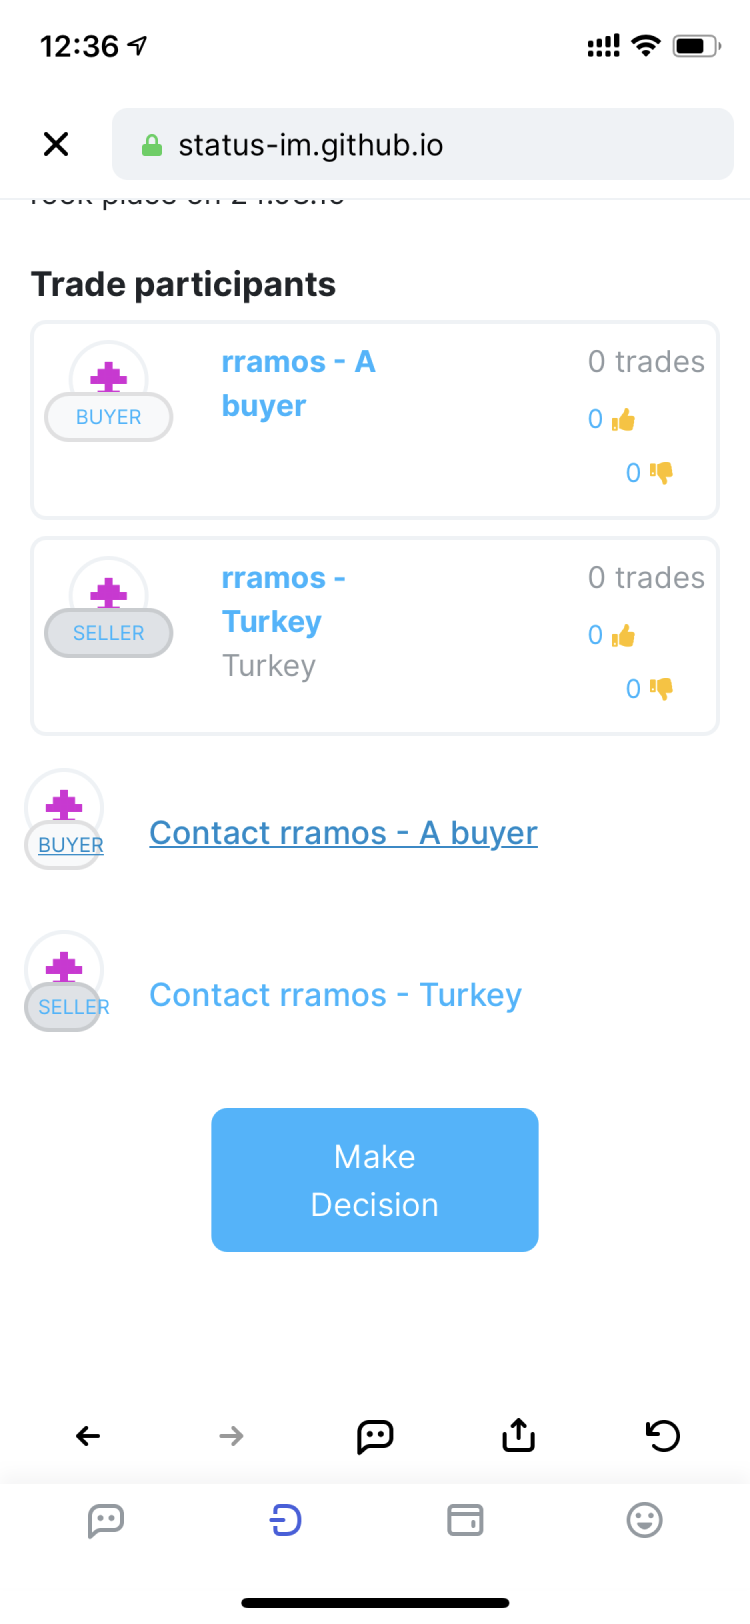 12:36
status-im.github.io
Trade participants
rramos - A
buyer
0 trades
BUYER
0
0
rramos -
Turkey
Turkey
0 trades
SELLER
0
0
BUYER
Contact rramos - A buyer
SELLER
Contact rramos - Turkey
Make
Decision